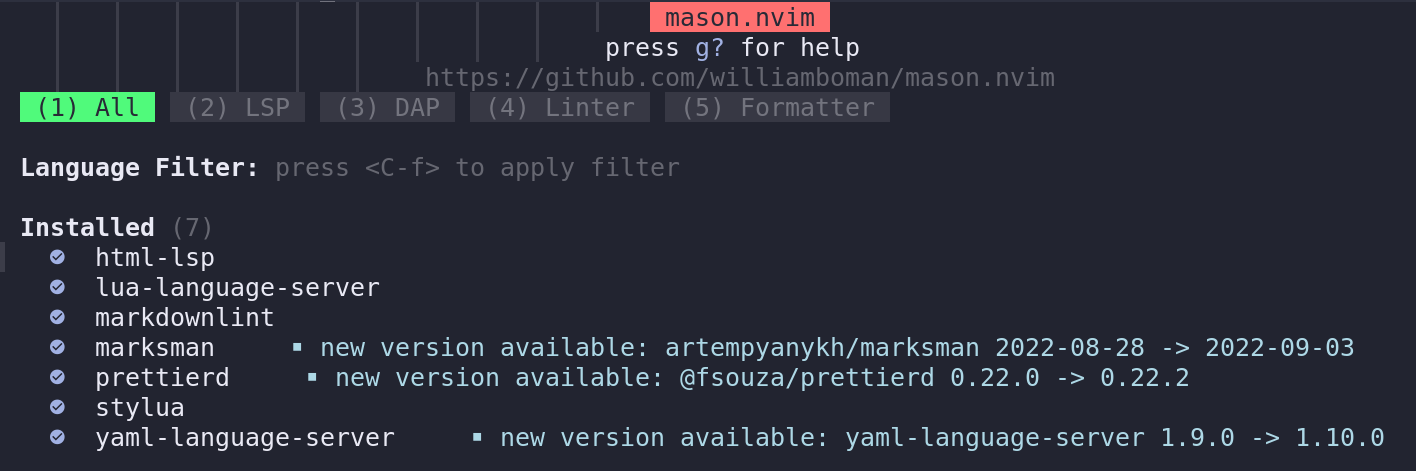 mason.nvim
press g? for help
https://github.com/williamboman/mason.nvim
(1) All (2) LSP (3) DAP (4) Linter (5) Formatter
Language Filter: press <C-f> to apply filter
Installed (7)
html-lsp
lua-language-server
markdownlint
marksman ▪ new version available: artempyanykh/marksman 2022-08-28 -> 2022-09-03
prettierd ▪ new version available: @fsouza/prettierd 0.22.0 -> 0.22.2
stylua
yaml-language-server ▪ new version available: yaml-language-server 1.9.0 -> 1.10.0